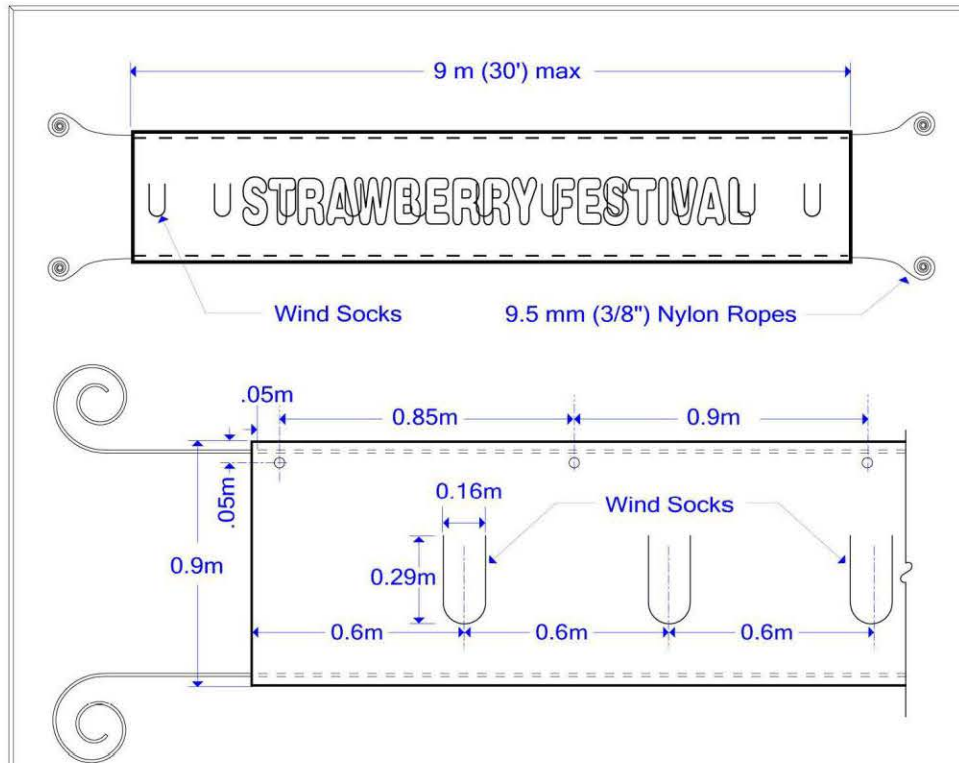 9 m (30') max
STRAWBERRY FESTIVAL
Wind Socks
9.5 mm (3/8") Nylon Ropes
.05m
0.85m
0.9m
.05m
0.16m
Wind Socks
0.9m
0.29m
0.6m
0.6m
0.6m